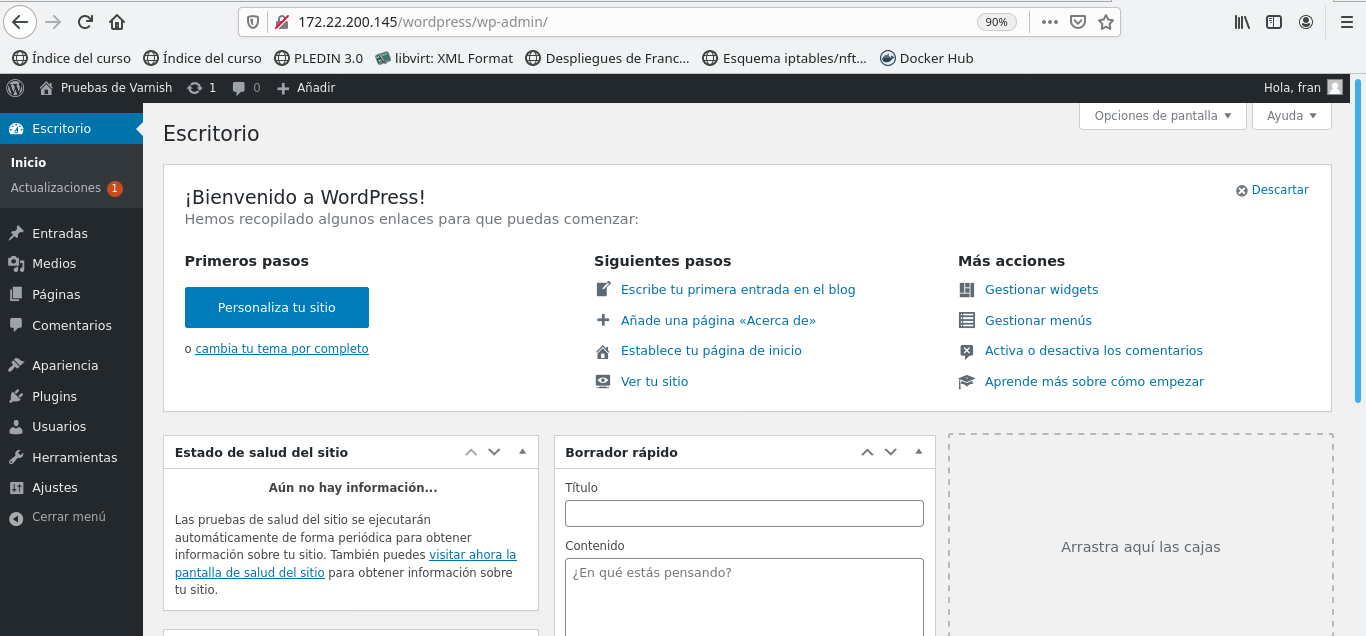 172.22.200.145/wordpress/wp-admin/
90%
Índice del curso
Índice del curso
PLEDIN 3.0
libvirt: XML Format
Despliegues de Franc...
Esquema iptables/nft...
Docker Hub
Pruebas de Varnish
1
0
Añadir
Hola, fran
Escritorio
Inicio
Actualizaciones 1
Entradas
Medios
Páginas
Comentarios
Apariencia
Plugins
Usuarios
Herramientas
Ajustes
Cerrar menú
Opciones de pantalla
Ayuda
Escritorio
¡Bienvenido a WordPress!
Descartar
Hemos recopilado algunos enlaces para que puedas comenzar:
Primeros pasos
Personaliza tu sitio
o cambia tu tema por completo
Siguientes pasos
Escribe tu primera entrada en el blog
Añade una página «Acerca de»
Establece tu página de inicio
Ver tu sitio
Más acciones
Gestionar widgets
Gestionar menús
Activa o desactiva los comentarios
Aprende más sobre cómo empezar
Estado de salud del sitio
Aún no hay información...
Las pruebas de salud del sitio se ejecutarán
automáticamente de forma periódica para obtener
información sobre tu sitio. También puedes visitar ahora la
pantalla de salud del sitio para obtener información sobre
tu sitio.
Borrador rápido
Título
Contenido
¿En qué estás pensando?
Arrastra aquí las cajas